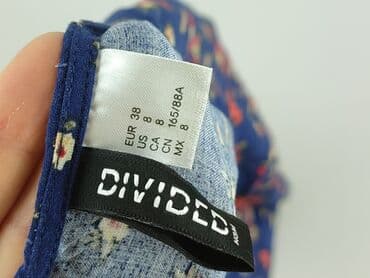 EUR 38
US 8
CA 8
CN 165/88A
MX 8
DIVIDED
H&M